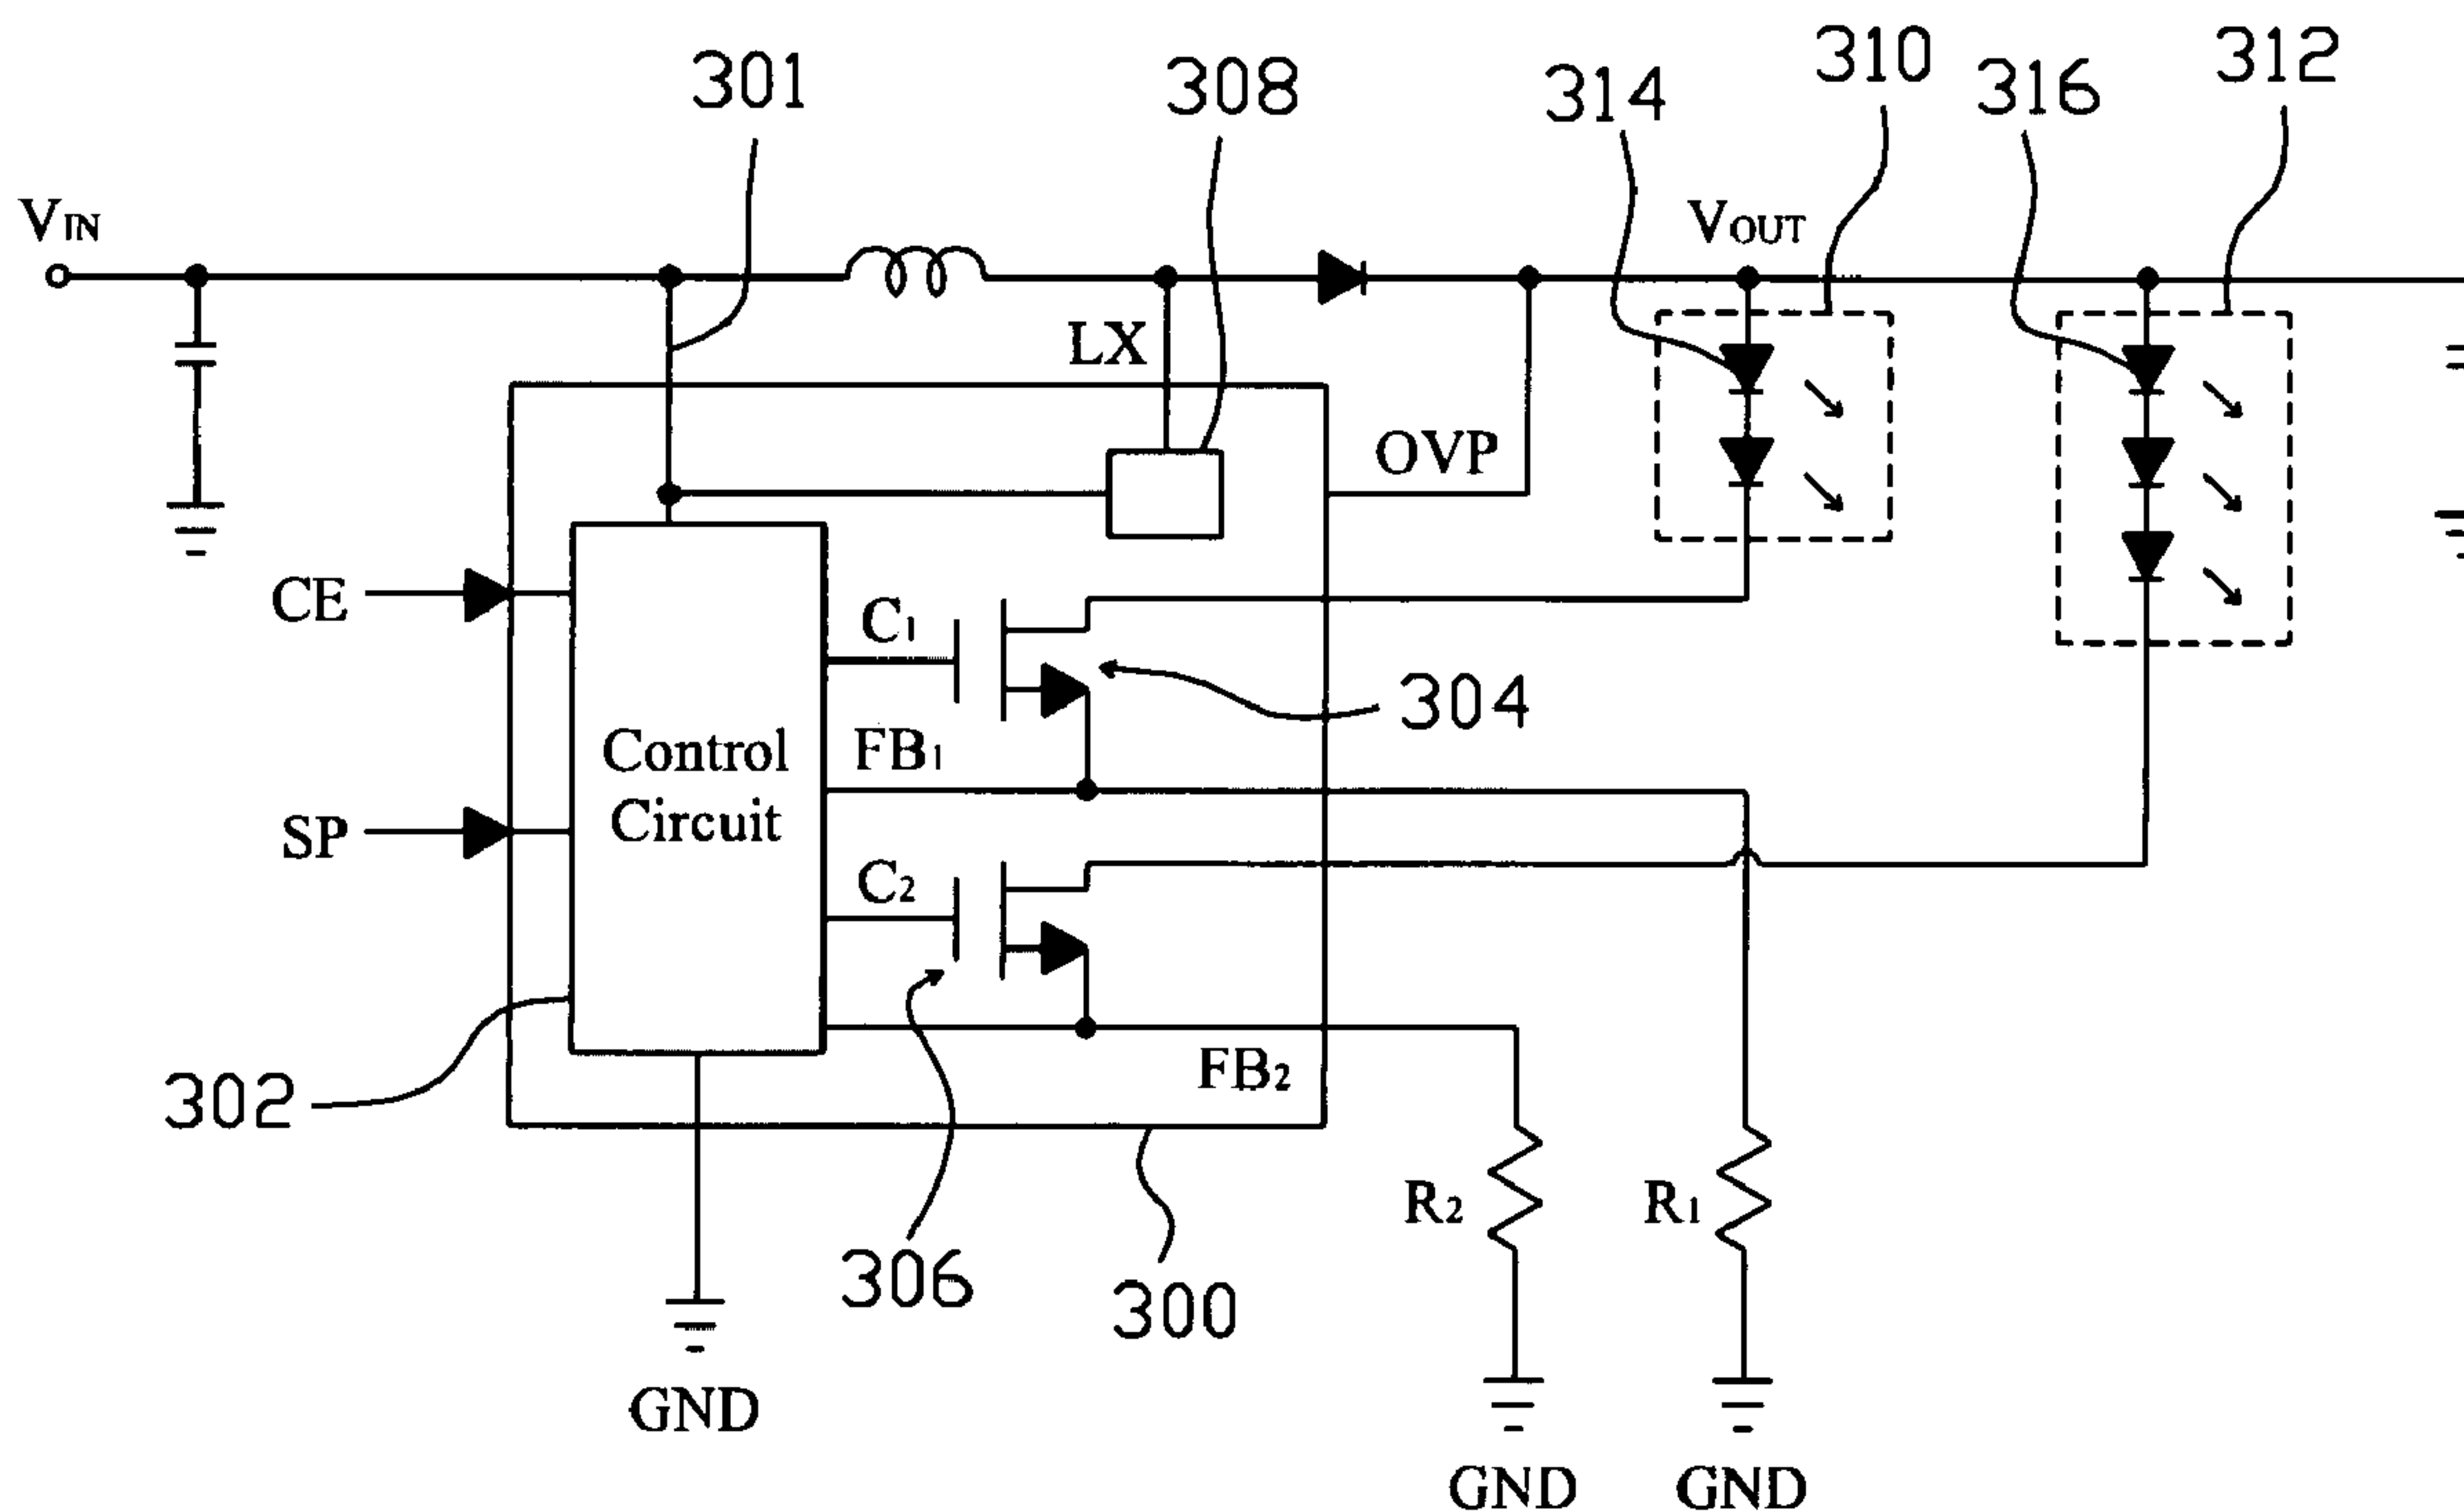 301
308
314
310
316
312
VIN
VOUT
LX
OVP
CE
C1
304
Control
Circuit
FB1
SP
C2
FB2
302
R2
R1
306
300
GND
GND
GND